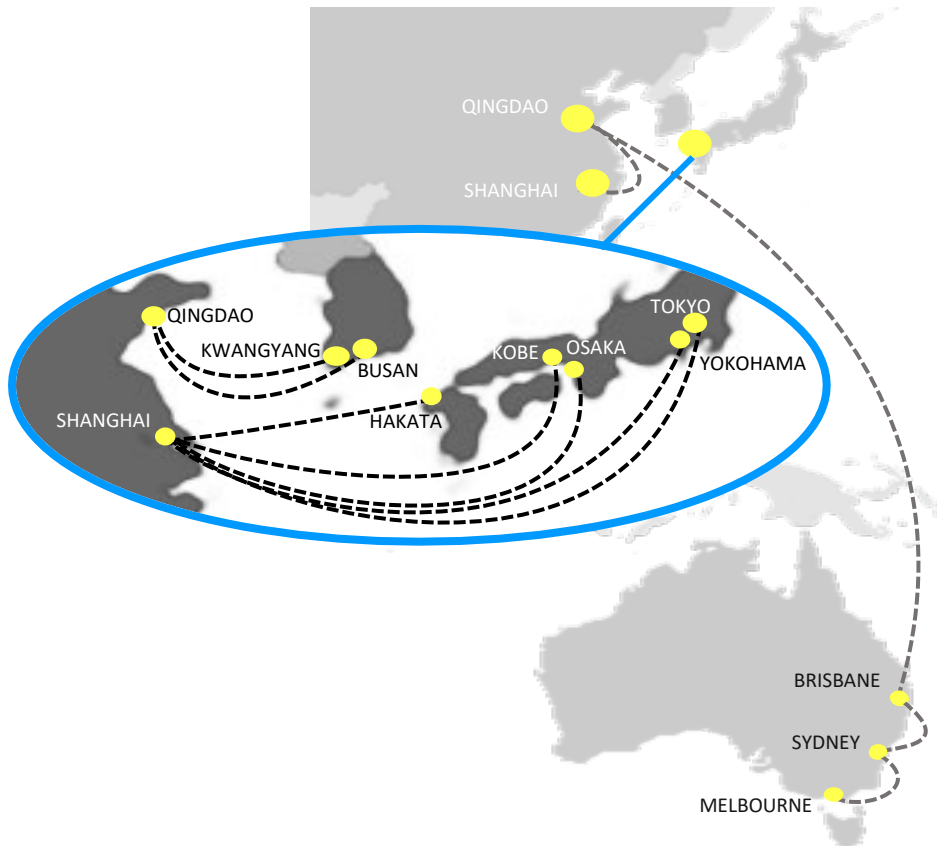 QINGDAO
SHANGHAI
QINGDAO
KWANGYANG
BUSAN
SHANGHAI
HAKATA
KOBE
OSAKA
TOKYO
YOKOHAMA
BRISBANE
SYDNEY
MELBOURNE